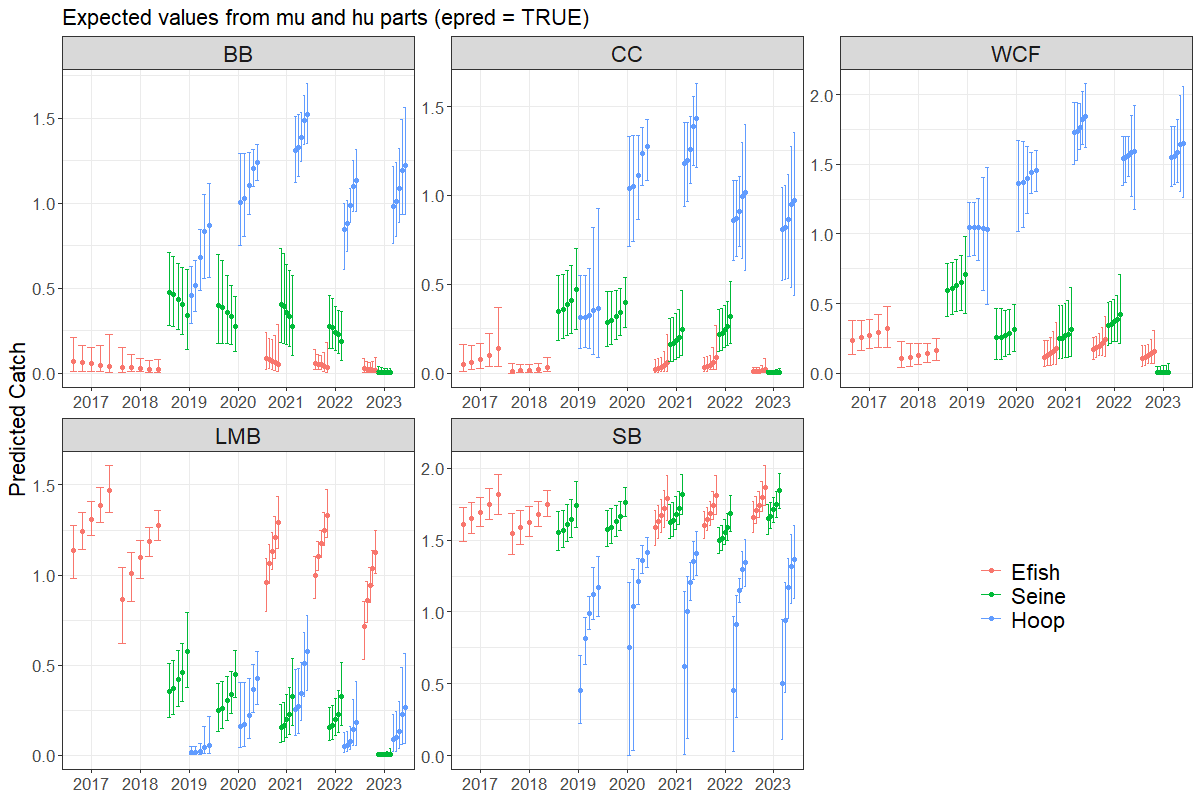 Expected values from mu and hu parts (epred = TRUE)
BB
CC
WCF
1.5
1.0
0.5
0.0
1.5
1.0
0.5
0.0
2.0
1.5
1.0
0.5
0.0
2017 2018 2019 2020 2021 2022 2023
2017 2018 2019 2020 2021 2022 2023
2017 2018 2019 2020 2021 2022 2023
Predicted Catch
LMB
SB
1.5
1.0
0.5
0.0
2.0
1.5
1.0
0.5
0.0
2017 2018 2019 2020 2021 2022 2023
2017 2018 2019 2020 2021 2022 2023
Efish
Seine
Hoop